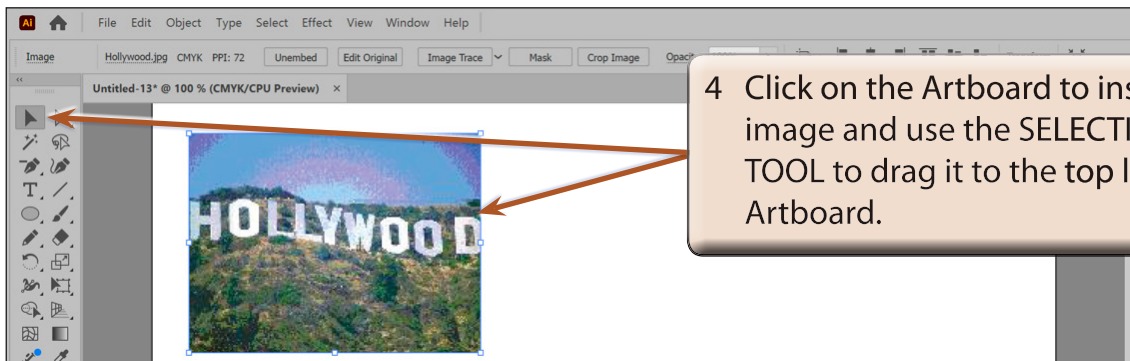 Ai File Edit Object Type Select Effect View Window Help
Image Hollywood.jpg CMYK PPI: 72 Unembed Edit Original Image Trace Mask Crop Image
Untitled-13* @ 100 % (CMYK/CPU Preview) ×
HOLLYWOOD
4 Click on the Artboard to
image and use the
TOOL to drag it to the top
Artboard.